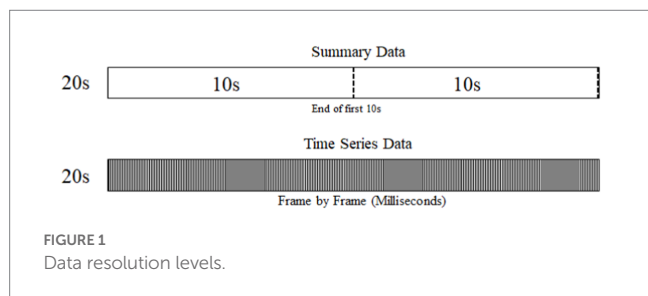 Summary Data
20s 10s 10s
End of first 10s
Time Series Data
20s
Frame by Frame (Milliseconds)
FIGURE 1
Data resolution levels.